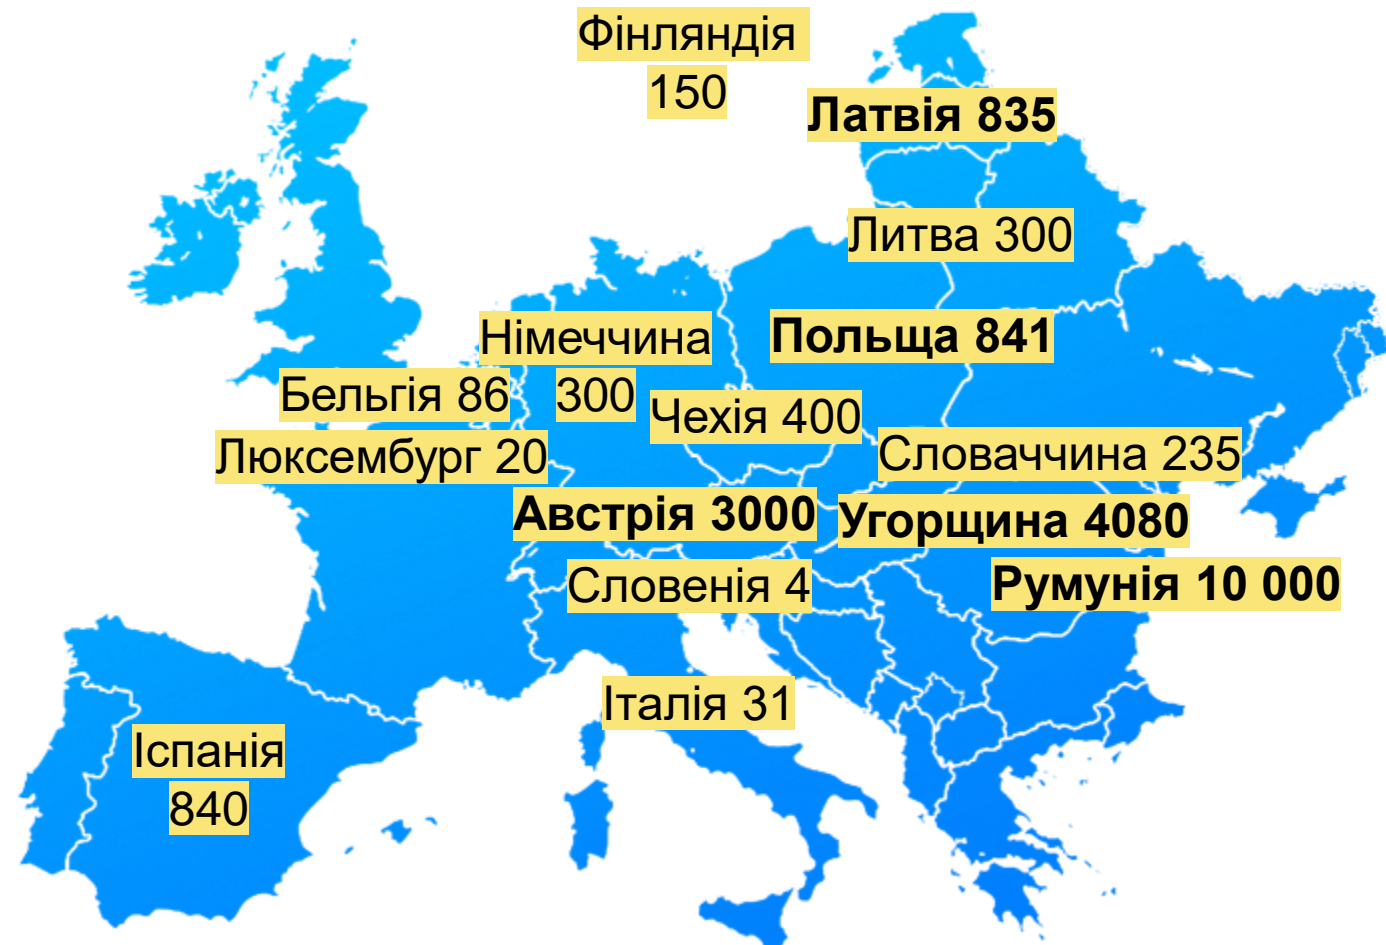 Фінляндія
150
Латвія 835
Литва 300
Німеччина
300
Польща 841
Бельгія 86
Чехія 400
Люксембург 20
Словаччина 235
Австрія 3000
Угорщина 4080
Словенія 4
Румунія 10 000
Італія 31
Іспанія
840